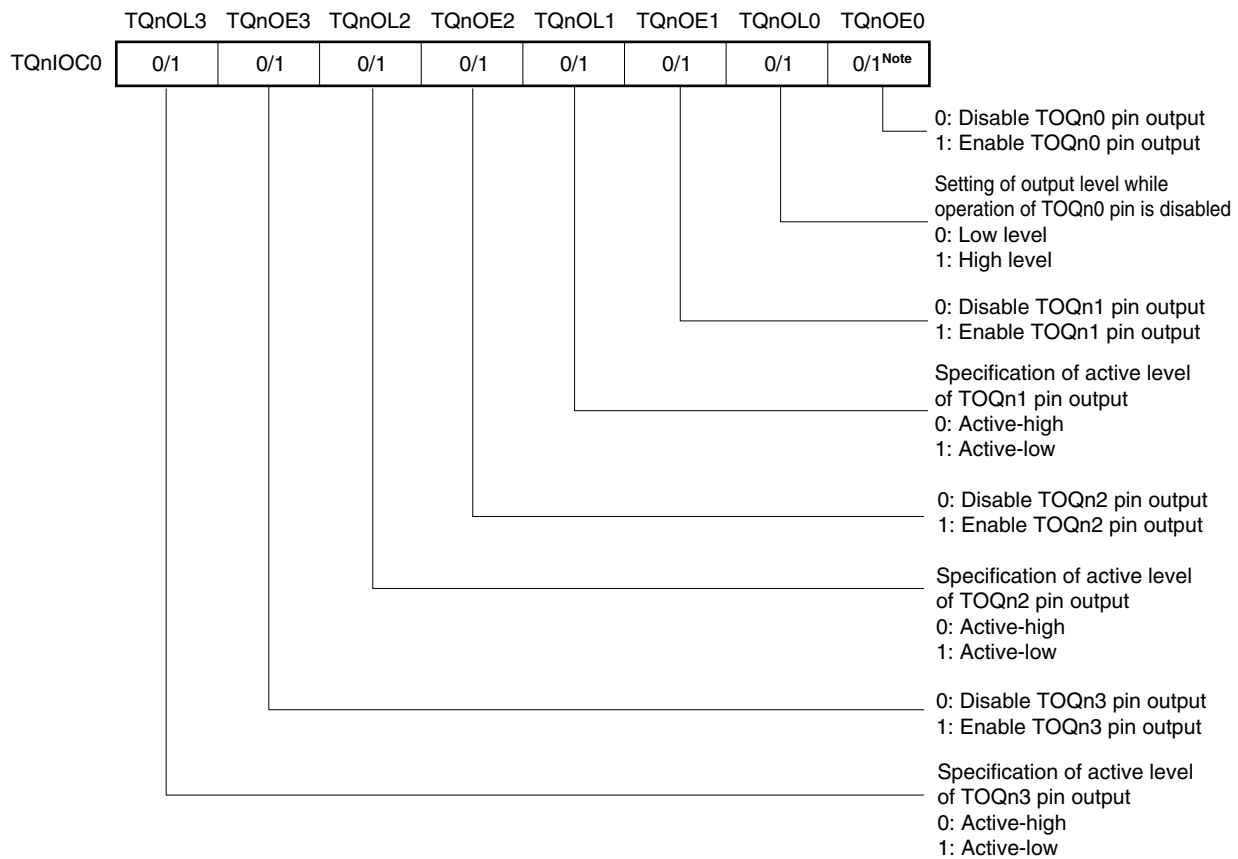 TQnOL3 TQnOE3 TQnOL2 TQnOE2 TQnOL1 TQnOE1 TQnOL0 TQnOE0
TQnIOC0 0/1 0/1 0/1 0/1 0/1 0/1 0/1 0/1Note
0: Disable TOQn0 pin output
1: Enable TOQn0 pin output
Setting of output level while
operation of TOQn0 pin is disabled
0: Low level
1: High level
0: Disable TOQn1 pin output
1: Enable TOQn1 pin output
Specification of active level
of TOQn1 pin output
0: Active-high
1: Active-low
0: Disable TOQn2 pin output
1: Enable TOQn2 pin output
Specification of active level
of TOQn2 pin output
0: Active-high
1: Active-low
0: Disable TOQn3 pin output
1: Enable TOQn3 pin output
Specification of active level
of TOQn3 pin output
0: Active-high
1: Active-low